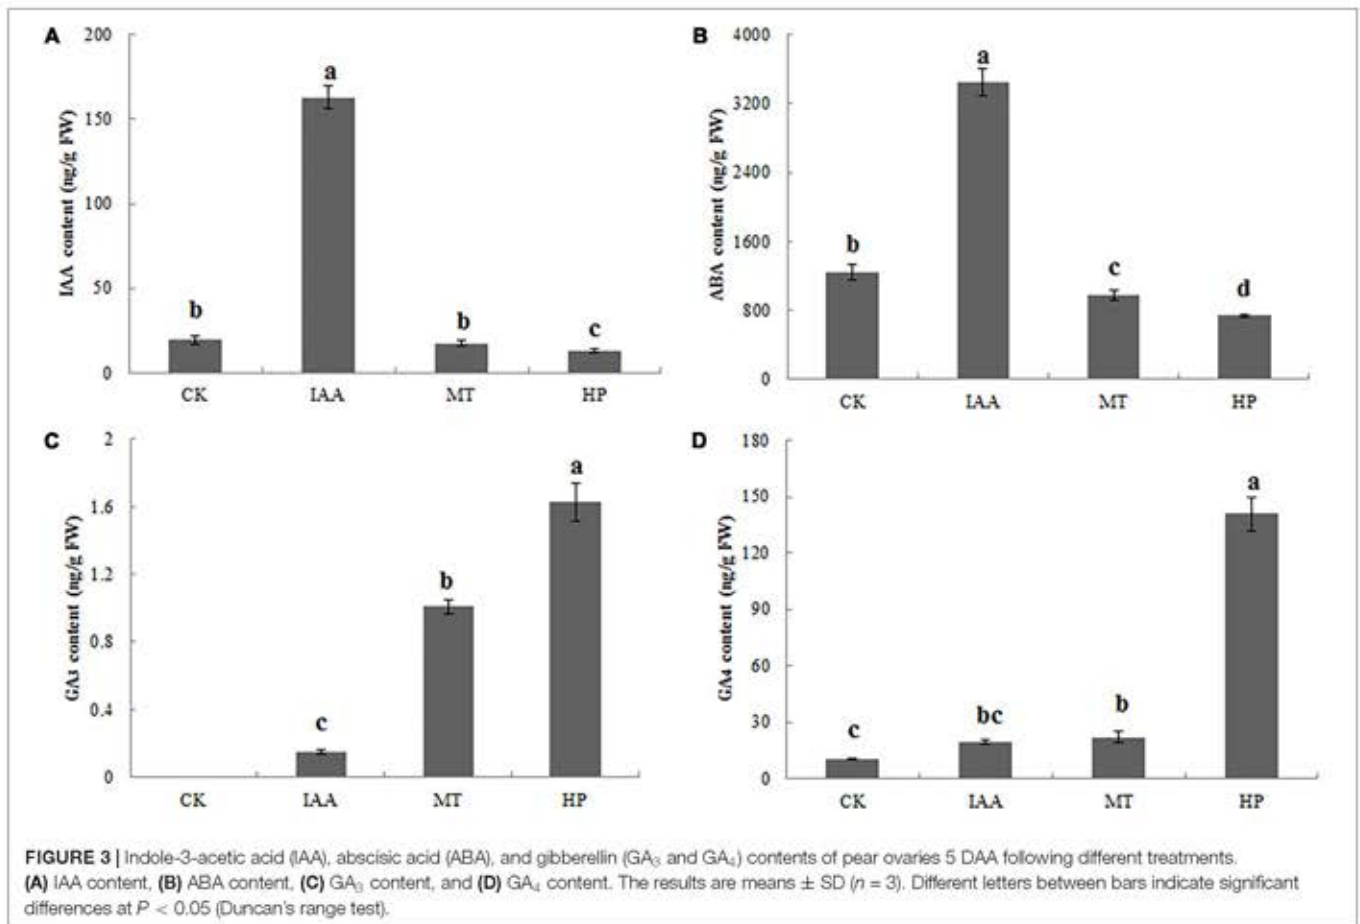 A
200
150
100
50
0
IAA content (ng/g FW)
b
a
b
c
CK IAA MT HP
B
4000
3200
2400
1600
800
0
ABA content (ng/g FW)
b
a
c
d
CK IAA MT HP
C
2
1.6
1.2
0.8
0.4
0
GA3 content (ng/g FW)
c
b
a
CK IAA MT HP
D
180
150
120
90
60
30
0
GA4 content (ng/g FW)
c
bc
b
a
CK IAA MT HP
FIGURE 3 | Indole-3-acetic acid (IAA), abscisic acid (ABA), and gibberellin (GA₃ and GA₄) contents of pear ovaries 5 DAA following different treatments.
(A) IAA content, (B) ABA content, (C) GA₃ content, and (D) GA₄ content. The results are means ± SD (n = 3). Different letters between bars indicate significant
differences at P < 0.05 (Duncan's range test).